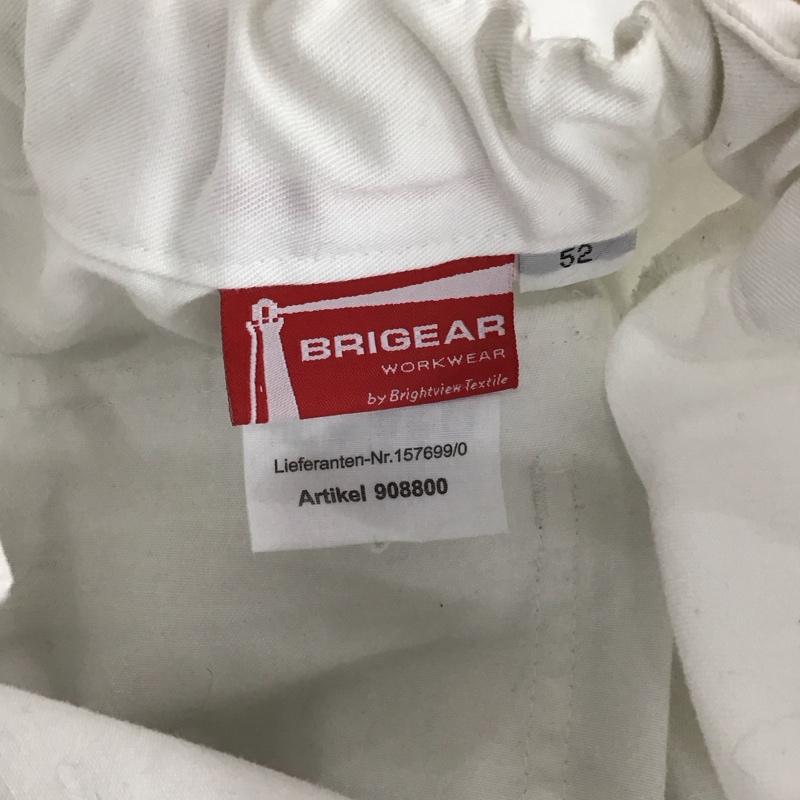 52
BRIGEAR
WORKWEAR
by Brightview Textile
Lieferanten-Nr.157699/0
Artikel 908800